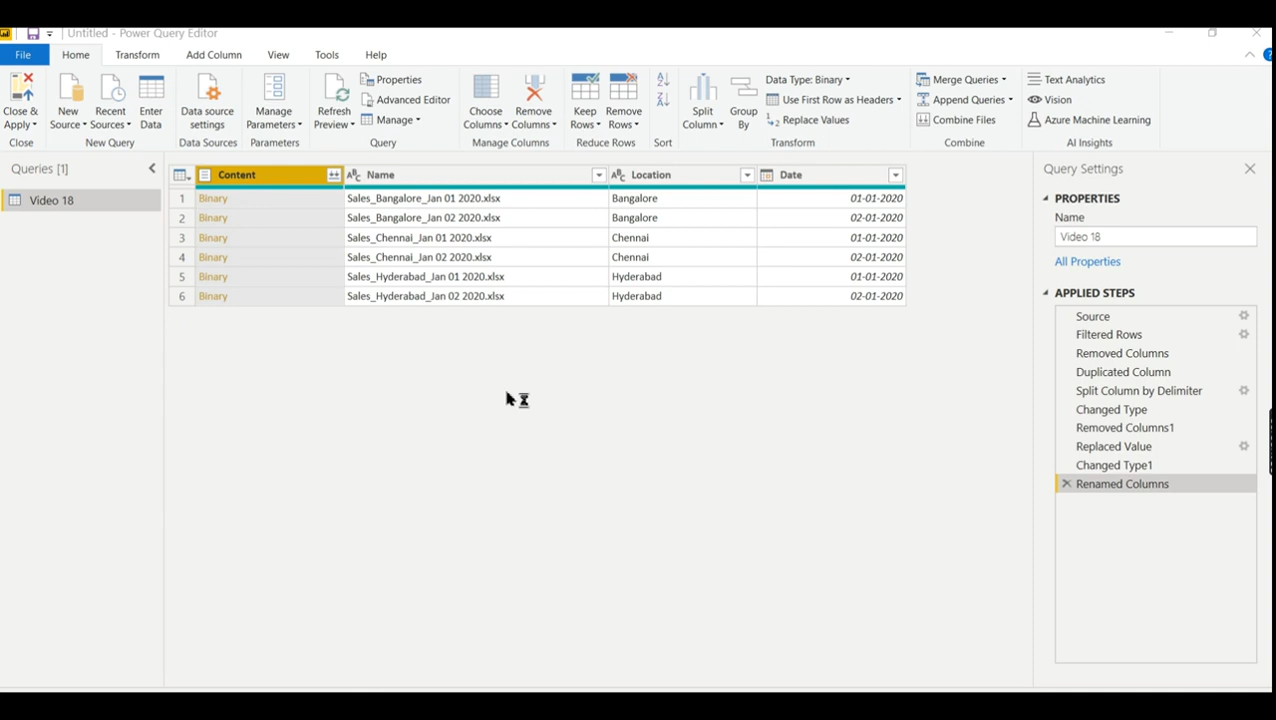 Untitled - Power Query Editor
File Home Transform Add Column View Tools Help
Close & Apply
New Source
Recent Sources
Enter Data
Data source settings
Manage Parameters
Refresh Preview
Properties
Advanced Editor
Manage
Choose Columns
Remove Columns
Keep Rows
Remove Rows
Split Column
Group By
Data Type: Binary
Use First Row as Headers
Replace Values
Merge Queries
Append Queries
Combine Files
Text Analytics
Vision
Azure Machine Learning
Close New Query Data Sources Parameters Query Manage Columns Reduce Rows Sort Transform Combine AI Insights
Queries [1]
Video 18
Content Name Location Date
1 Binary Sales_Bangalore_Jan 01 2020.xlsx Bangalore 01-01-2020
2 Binary Sales_Bangalore_Jan 02 2020.xlsx Bangalore 02-01-2020
3 Binary Sales_Chennai_Jan 01 2020.xlsx Chennai 01-01-2020
4 Binary Sales_Chennai_Jan 02 2020.xlsx Chennai 02-01-2020
5 Binary Sales_Hyderabad_Jan 01 2020.xlsx Hyderabad 01-01-2020
6 Binary Sales_Hyderabad_Jan 02 2020.xlsx Hyderabad 02-01-2020
Query Settings
PROPERTIES
Name
Video 18
All Properties
APPLIED STEPS
Source
Filtered Rows
Removed Columns
Duplicated Column
Split Column by Delimiter
Changed Type
Removed Columns1
Replaced Value
Changed Type1
Renamed Columns